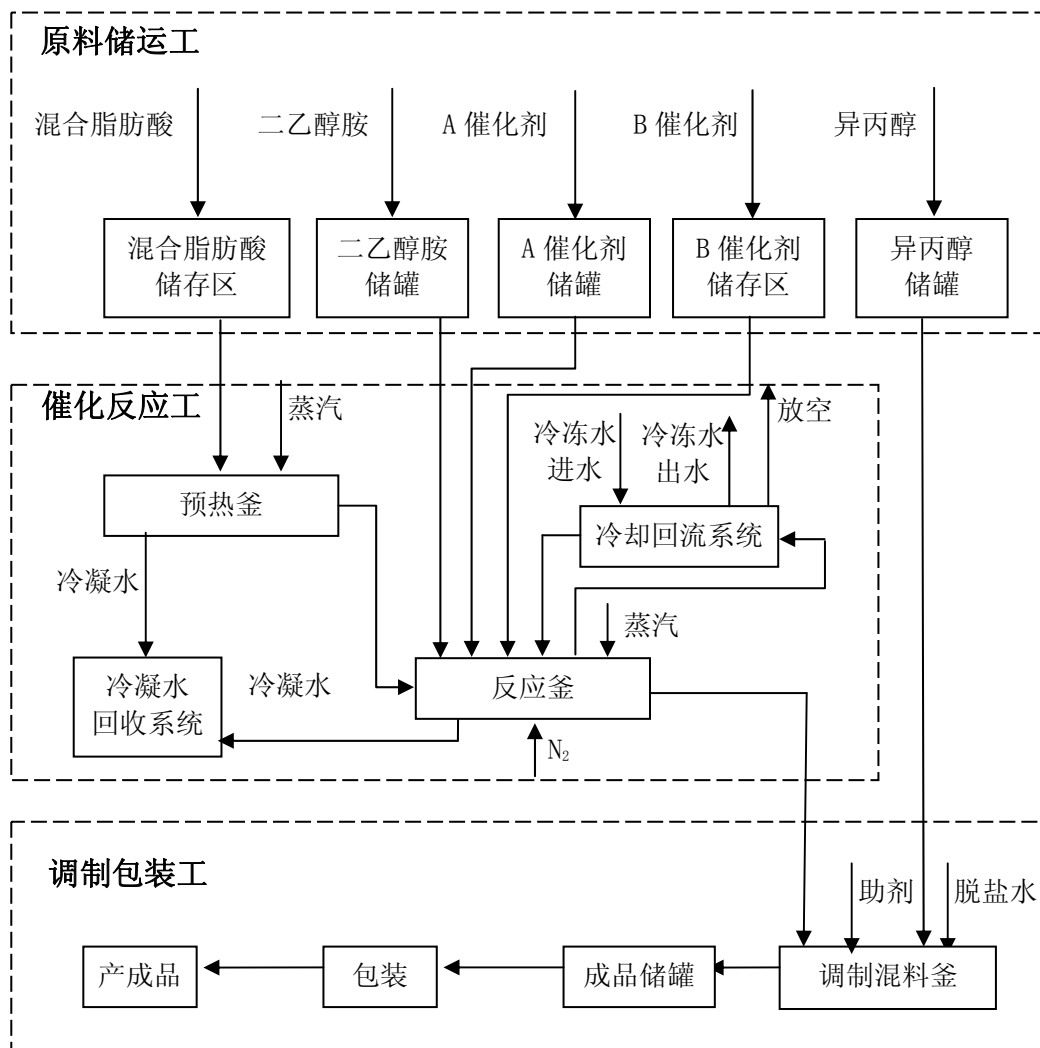 原料储运工
混合脂肪酸
二乙醇胺
A 催化剂
B 催化剂
异丙醇
混合脂肪酸
储存区
二乙醇胺
储罐
A 催化剂
储罐
B 催化剂
储存区
异丙醇
储罐
催化反应工
蒸汽
冷冻水
进水
冷冻水
出水
放空
预热釜
冷却回流系统
冷凝水
蒸汽
冷凝水
回收系统
冷凝水
反应釜
N₂
调制包装工
助剂
脱盐水
产成品
包装
成品储罐
调制混料釜